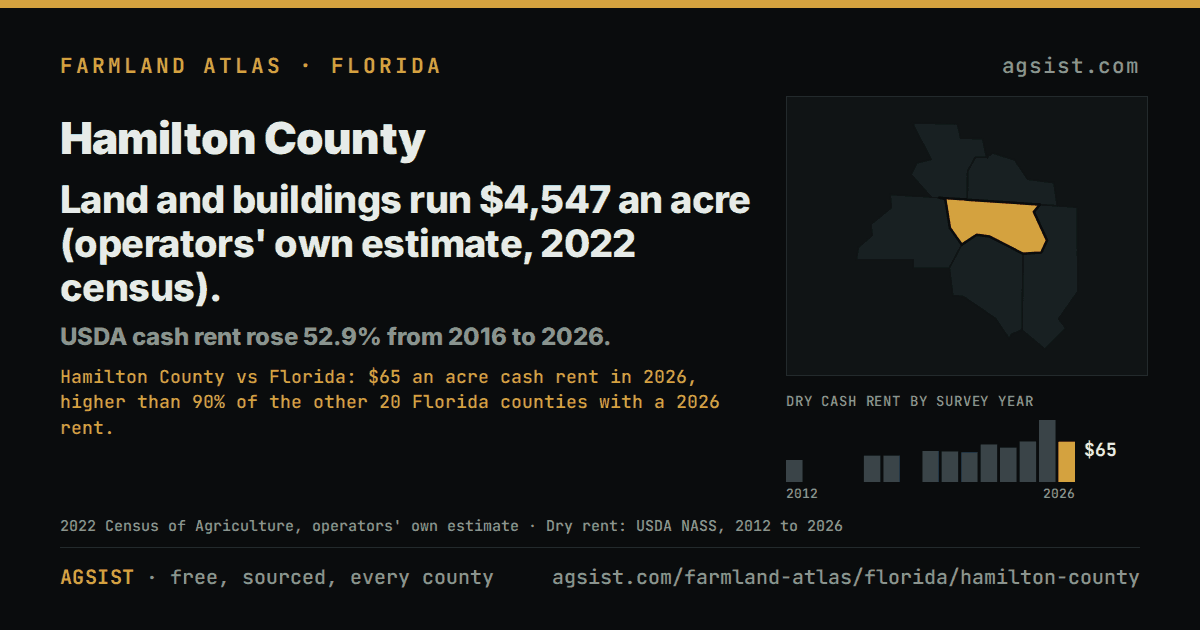 FARMLAND ATLAS · FLORIDA
agsist.com
Hamilton County
Land and buildings run $4,547 an acre
(operators' own estimate, 2022
census).
USDA cash rent rose 52.9% from 2016 to 2026.
Hamilton County vs Florida: $65 an acre cash rent in 2026,
higher than 90% of the other 20 Florida counties with a 2026
rent.
DRY CASH RENT BY SURVEY YEAR
$65
2012
2026
2022 Census of Agriculture, operators' own estimate · Dry rent: USDA NASS, 2012 to 2026
AGSIST · free, sourced, every county
agsist.com/farmland-atlas/florida/hamilton-county